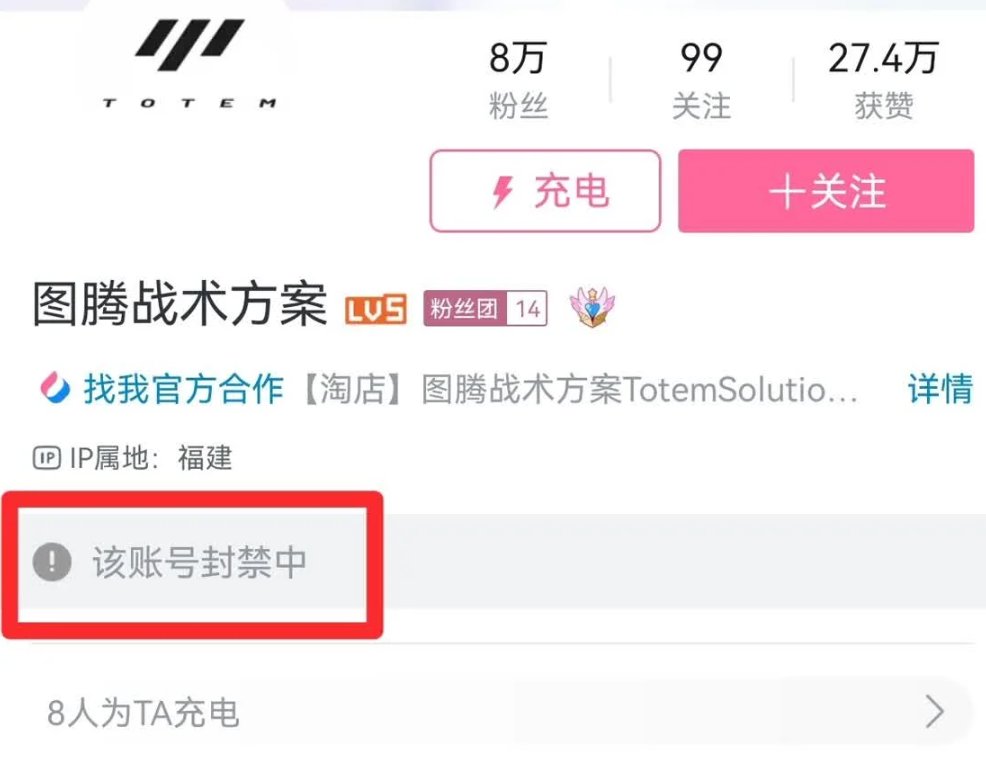 TOTEM
8万 99 27.4万
粉丝 关注 获赞
充电 十关注
图腾战术方案 LV5 粉丝团 14
找我官方合作【淘店】图腾战术方案TotemSolutio... 详情
IP IP属地：福建
! 该账号封禁中
8人为TA充电